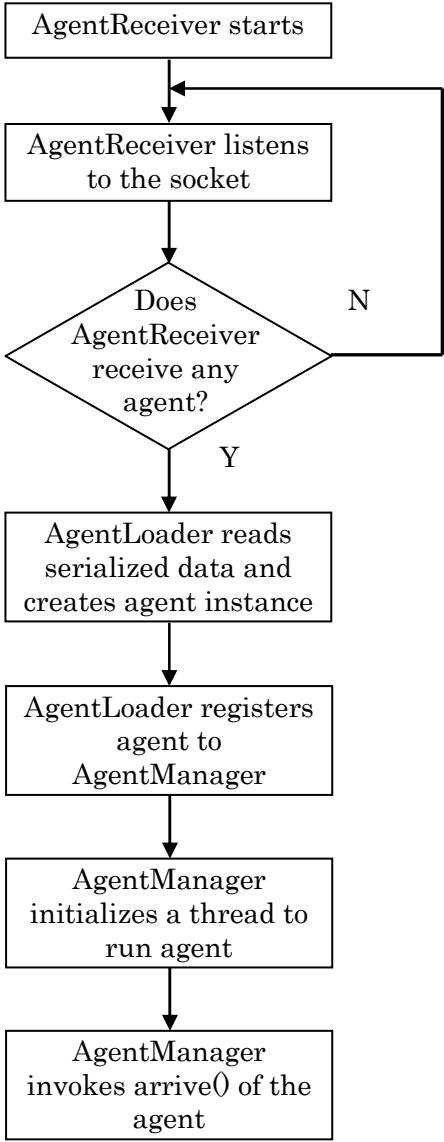 AgentReceiver starts
AgentReceiver listens
to the socket
Does
AgentReceiver
receive any
agent?
N
Y
AgentLoader reads
serialized data and
creates agent instance
AgentLoader registers
agent to
AgentManager
AgentManager
initializes a thread to
run agent
AgentManager
invokes arrive() of the
agent